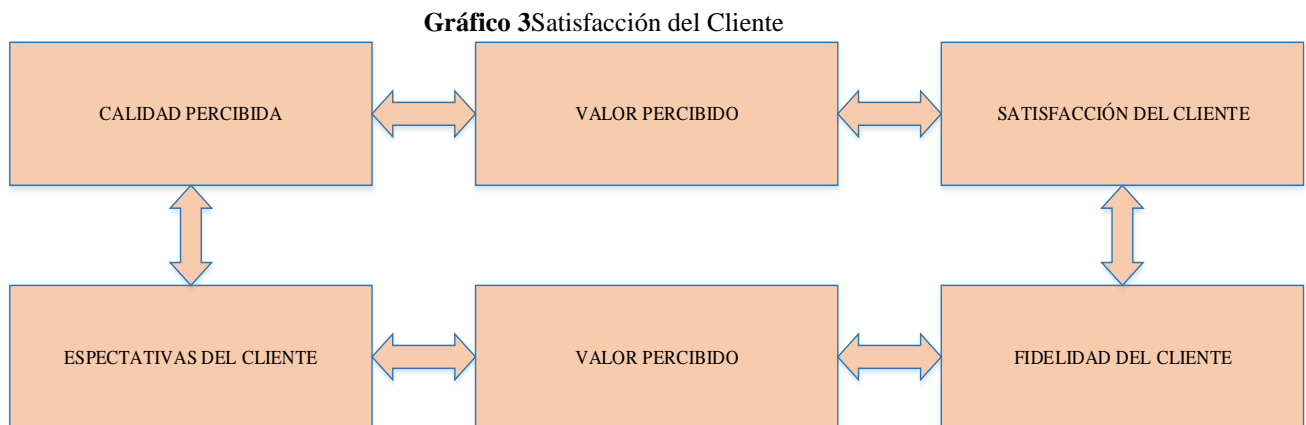 Gráfico 3Satisfacción del Cliente
CALIDAD PERCIBIDA
VALOR PERCIBIDO
SATISFACCIÓN DEL CLIENTE
ESPECTATIVAS DEL CLIENTE
VALOR PERCIBIDO
FIDELIDAD DEL CLIENTE